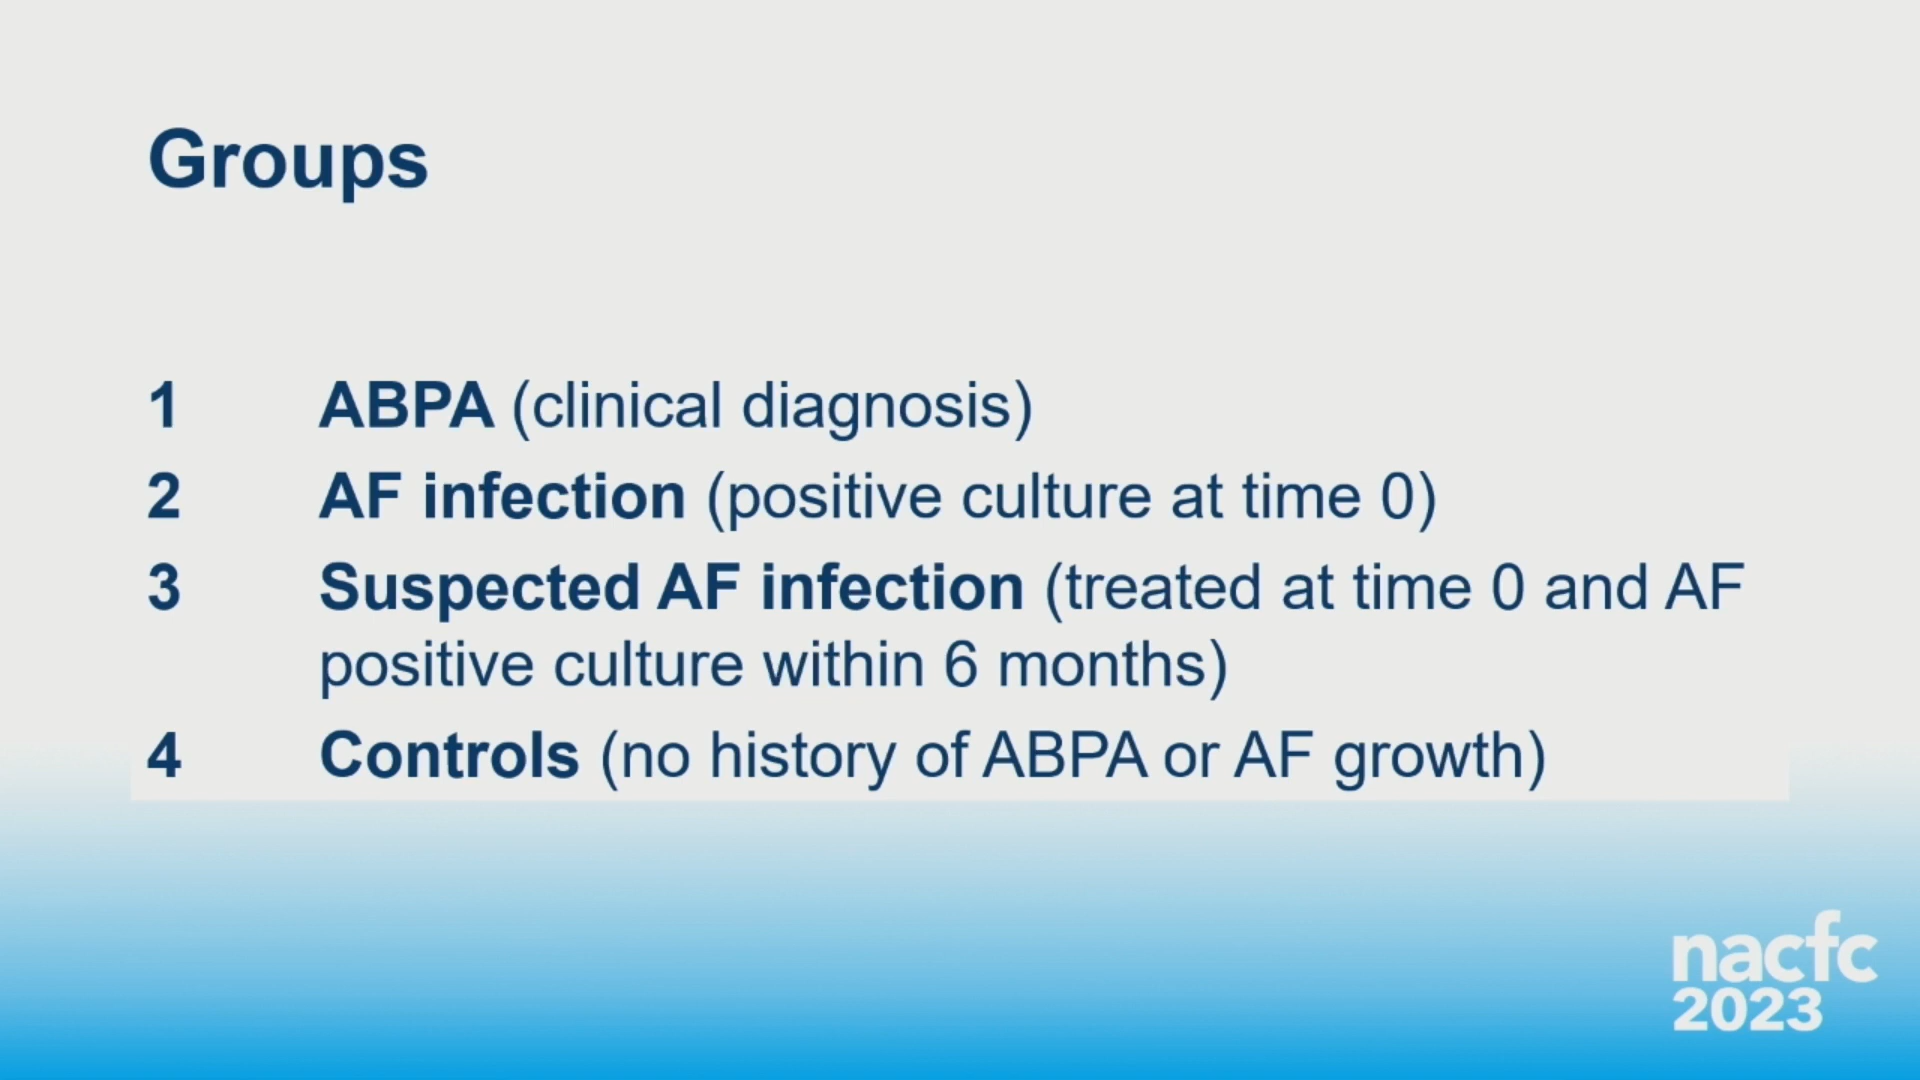 Groups
1 ABPA (clinical diagnosis)
2 AF infection (positive culture at time 0)
3 Suspected AF infection (treated at time 0 and AF
positive culture within 6 months)
4 Controls (no history of ABPA or AF growth)
nacfc
2023